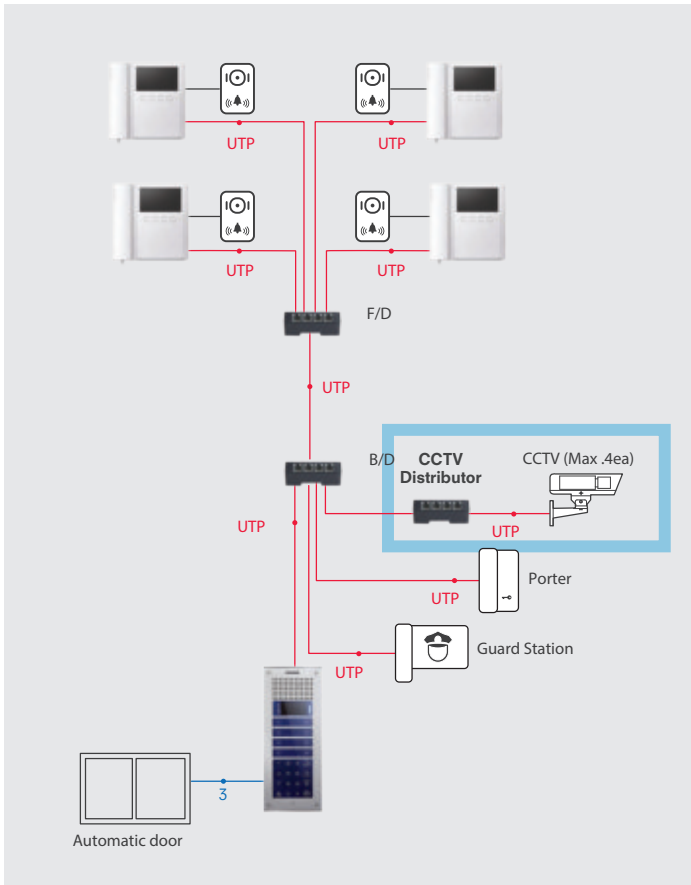 UTP
UTP
UTP
UTP
F/D
UTP
B/D
CCTV
Distributor
CCTV (Max .4ea)
UTP
UTP
Porter
UTP
Guard Station
UTP
3
Automatic door